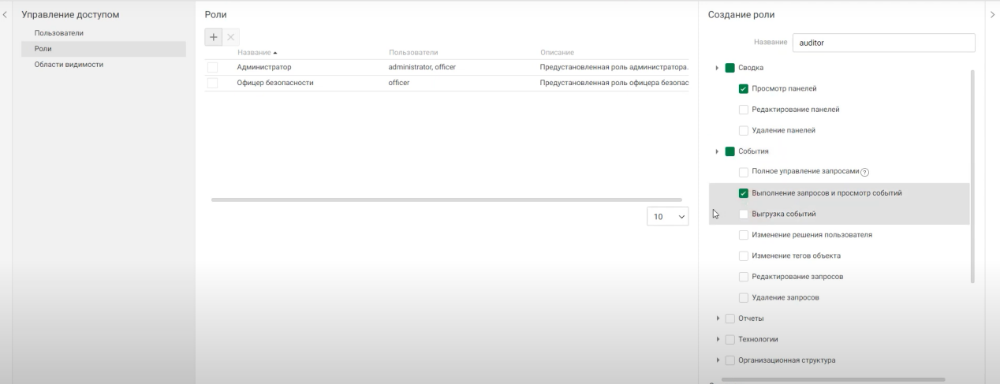 Управление доступом
Пользователи
Роли
Области видимости
Роли
Название Пользователи Описание
Администратор administrator, officer Предустановленная роль администратора.
Офицер безопасности officer Предустановленная роль офицера безопас
10
Создание роли
Название auditor
Сводка
Просмотр панелей
Редактирование панелей
Удаление панелей
События
Полное управление запросами ?
Выполнение запросов и просмотр событий
Выгрузка событий
Изменение решения пользователя
Изменение тегов объекта
Редактирование запросов
Удаление запросов
Отчеты
Технологии
Организационная структура